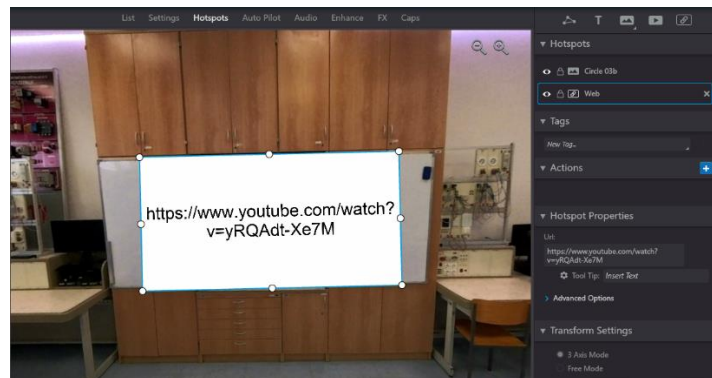 List Settings Hotspots Auto Pilot Audio Enhance FX Caps
T
Hotspots
Circle 03b
Web
Tags
New Tag...
Actions
https://www.youtube.com/watch?
v=yRQAdt-Xe7M
Hotspot Properties
Url:
https://www.youtube.com/watch?
v=yRQAdt-Xe7M
Tool Tip: Insert Text
Advanced Options
Transform Settings
3 Axis Mode
Free Mode